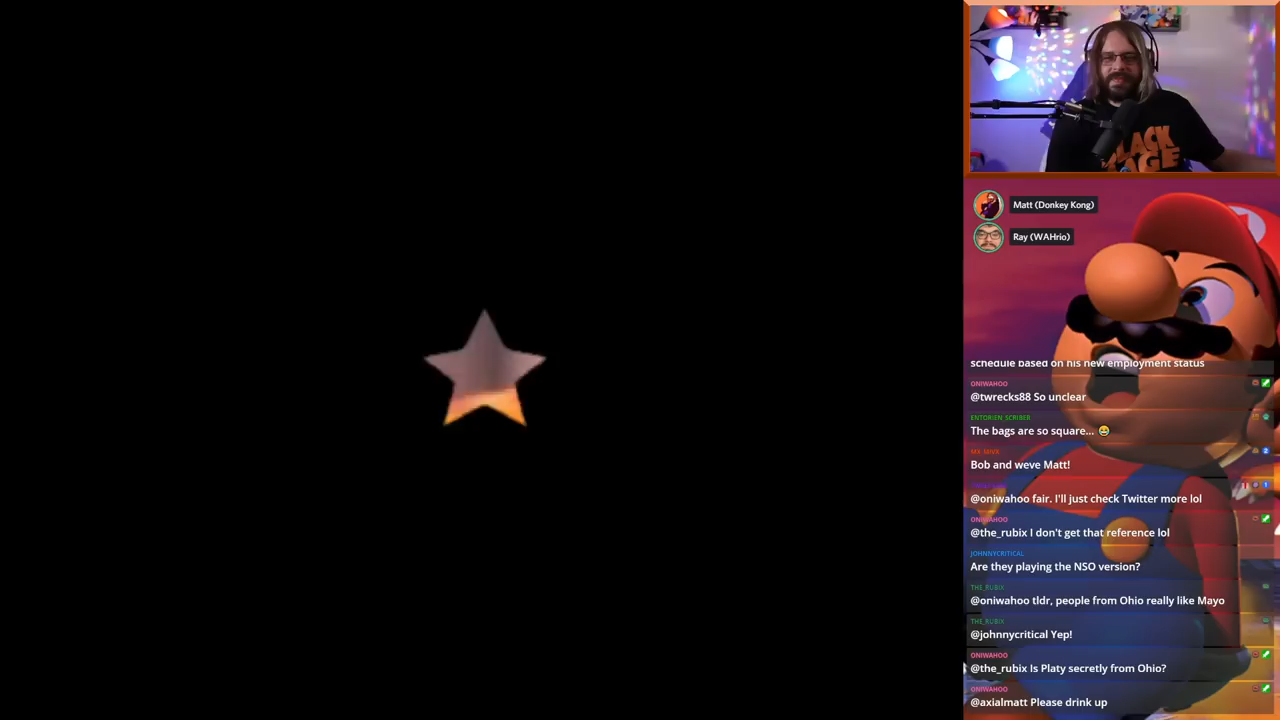 Matt (Donkey Kong)
Ray (WAHrio)
schedule based on his new employment status
ONIWAHOO
@twrecks88 So unclear
ENTORIEN_SCRIBER
The bags are so square... 😂
Bob and weve Matt!
@oniwahoo fair. I'll just check Twitter more lol
ONIWAHOO
@the_rubix I don't get that reference lol
JOHNNYCRITICAL
Are they playing the NSO version?
THE_RUBIX
@oniwahoo tldr, people from Ohio really like Mayo
THE_RUBIX
@johnnycritical Yep!
ONIWAHOO
@the_rubix Is Platy secretly from Ohio?
ONIWAHOO
@axialmatt Please drink up